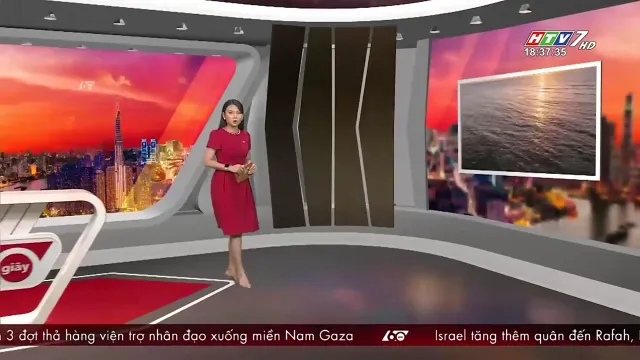 HTV7 HD
18:37:35
giây
3 đợt thả hàng viện trợ nhân đạo xuống miền Nam Gaza 60 Israel tăng thêm quân đến Rafah,